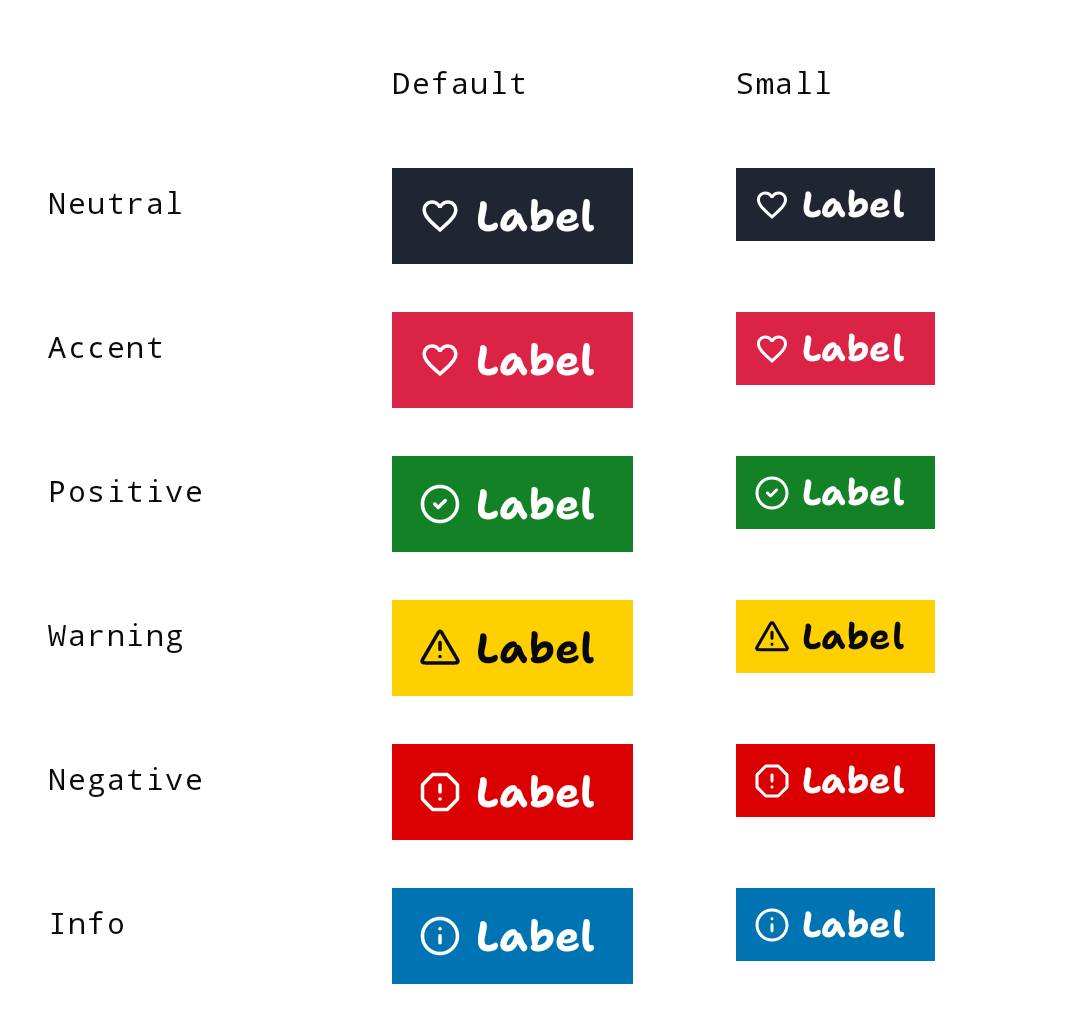 Default Small
Neutral Label Label
Accent Label Label
Positive Label Label
Warning Label Label
Negative Label Label
Info Label Label